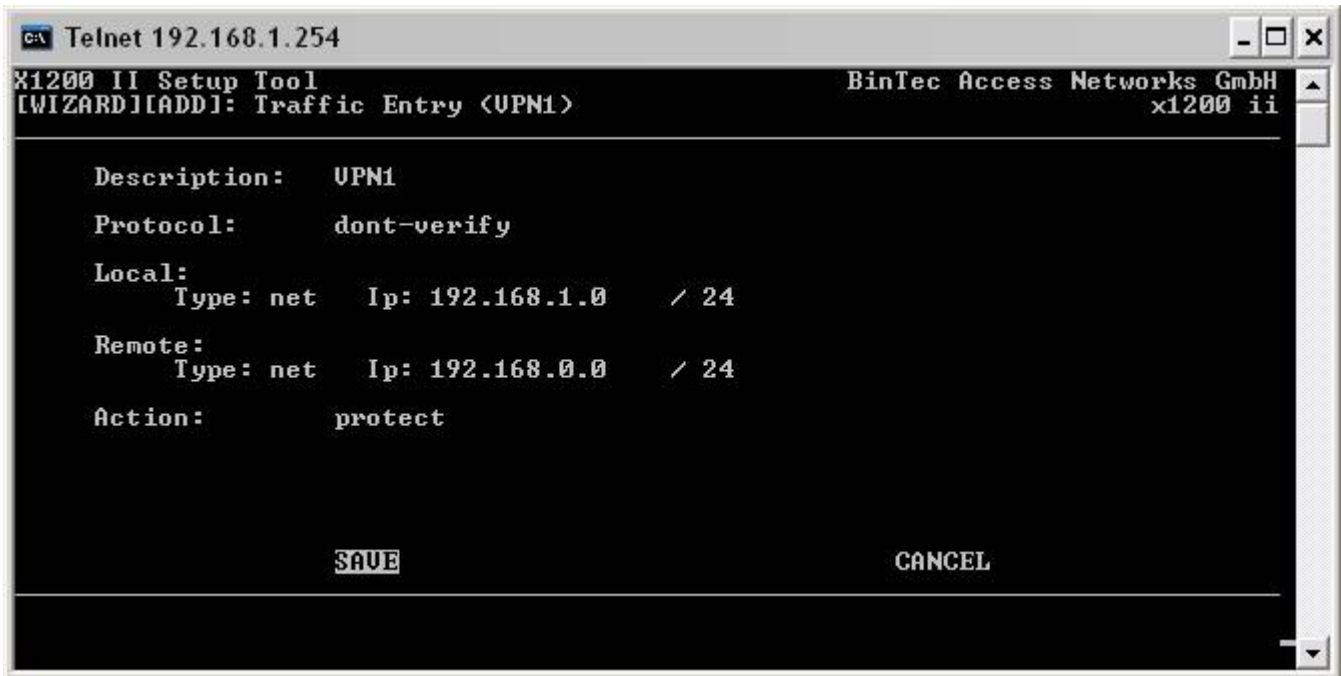 Telnet 192.168.1.254
X1200 II Setup Tool BinTec Access Networks GmbH
[WIZARD][ADD]: Traffic Entry (VPN1) x1200 ii
Description: VPN1
Protocol: dont-verify
Local:
Type: net Ip: 192.168.1.0 / 24
Remote:
Type: net Ip: 192.168.0.0 / 24
Action: protect
SAVE CANCEL